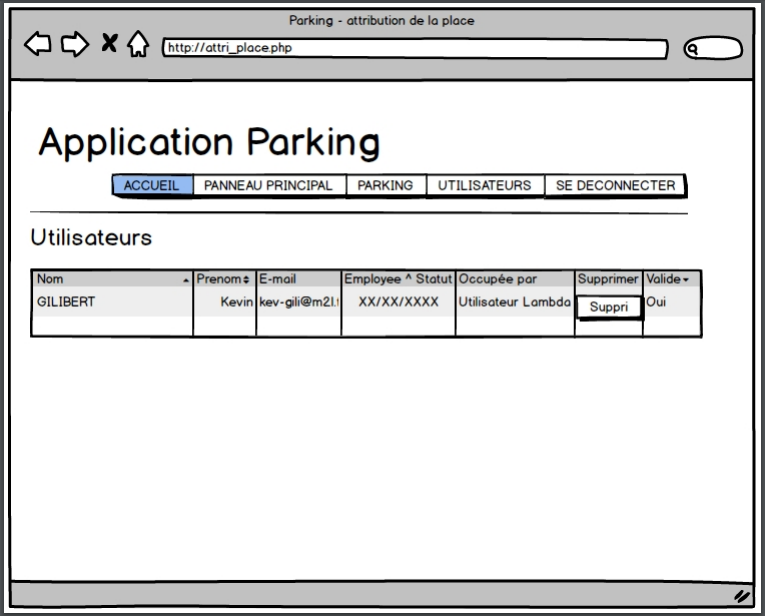 Parking - attribution de la place
http://attri_place.php
Application Parking
ACCUEIL PANNEAU PRINCIPAL PARKING UTILISATEURS SE DECONNECTER
Utilisateurs
Nom Prenom E-mail Employee ^ Statut Occupée par Supprimer Valide
GILIBERT Kevin kev-gili@m2l. XX/XX/XXXX Utilisateur Lambda Suppri Oui